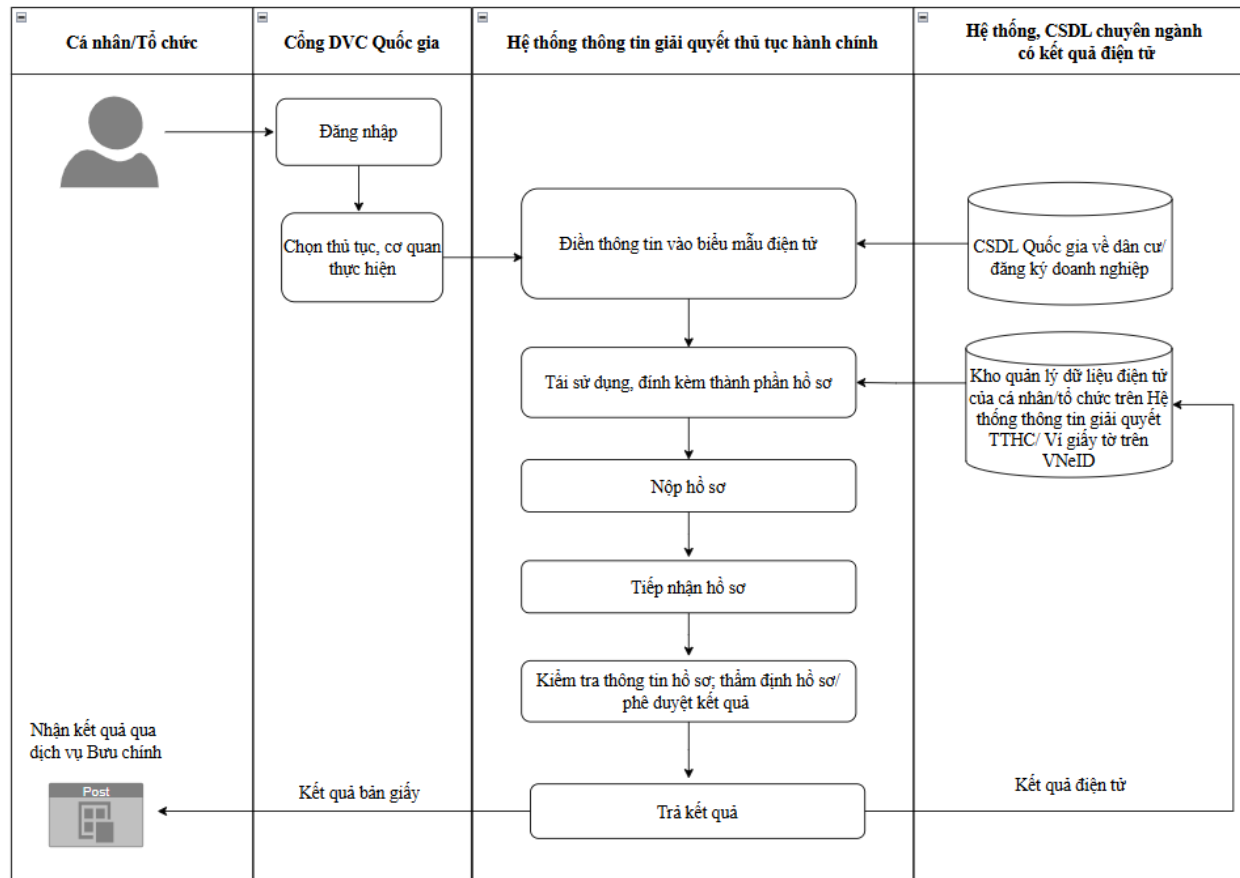 Cá nhân/Tổ chức
Cổng DVC Quốc gia
Hệ thống thông tin giải quyết thủ tục hành chính
Hệ thống, CSDL chuyên ngành
có kết quả điện tử
Đăng nhập
Chọn thủ tục, cơ quan
thực hiện
Điền thông tin vào biểu mẫu điện tử
CSDL Quốc gia về dân cư/
đăng ký doanh nghiệp
Tái sử dụng, đính kèm thành phần hồ sơ
Kho quản lý dữ liệu điện tử
của cá nhân/tổ chức trên Hệ
thống thông tin giải quyết
TTHC/ Ví giấy tờ trên
VNeID
Nộp hồ sơ
Tiếp nhận hồ sơ
Kiểm tra thông tin hồ sơ; thẩm định hồ sơ/
phê duyệt kết quả
Nhận kết quả qua
dịch vụ Bưu chính
Post
Kết quả bản giấy
Trả kết quả
Kết quả điện tử